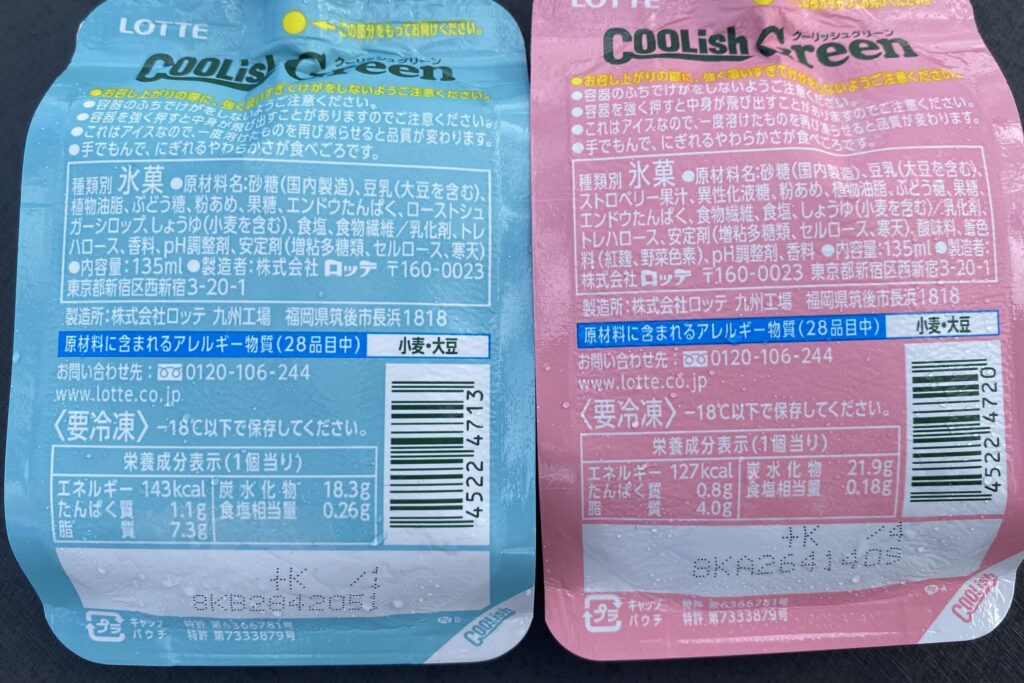 LOTTE
この部分をもってお開けください。
COOLish Green
クーリッシュグリーン
●お召し上がりの際に、強く吸いすぎてけがをしないようご注意ください。
●容器のふちでけがをしないようご注意ください。
●容器を強く押すと中身が飛び出すことがありますのでご注意ください。
●これはアイスなので、一度溶けたものを再び凍らせると品質が変わります。
●手でもんで、にぎれるやわらかさが食べごろです。
種類別 氷菓 ●原材料名:砂糖(国内製造)、豆乳(大豆を含む)、
植物油脂、ぶどう糖、粉あめ、果糖、エンドウたんぱく、ローストシュ
ガーシロップ、しょうゆ(小麦を含む)、食塩、食物繊維/乳化剤、トレ
ハロース、香料、pH調整剤、安定剤(増粘多糖類、セルロース、寒天)
●内容量:135ml ●製造者:株式会社 ロッテ 〒160-0023
東京都新宿区西新宿3-20-1
製造所:株式会社ロッテ 九州工場 福岡県筑後市長浜1818
原材料に含まれるアレルギー物質(28品目中) 小麦・大豆
お問い合わせ先: 0120-106-244
www.lotte.co.jp
〈要冷凍〉-18℃以下で保存してください。
栄養成分表示(1個当り)
エネルギー 143kcal 炭水化物 18.3g
たんぱく質 1.1g 食塩相当量 0.26g
脂質 7.3g
4522 4713
+K /4
8KB2842051
プラ キャップ
パウチ
特許 第6366781号
特許 第7333879号
B
COOLish
LOTTE
COOLish Green
クーリッシュグリーン
●お召し上がりの際に、強く吸いすぎてけがをしないようご注意ください。
●容器のふちでけがをしないようご注意ください。
●容器を強く押すと中身が飛び出すことがありますのでご注意ください。
●これはアイスなので、一度溶けたものを再び凍らせると品質が変わります。
●手でもんで、にぎれるやわらかさが食べごろです。
種類別 氷菓 ●原材料名:砂糖(国内製造)、豆乳(大豆を含む)、
ストロベリー果汁、異性化液糖、粉あめ、植物油脂、ぶどう糖、果糖、
エンドウたんぱく、食物繊維、食塩、しょうゆ(小麦を含む)/乳化剤、
トレハロース、安定剤(増粘多糖類、セルロース、寒天)、酸味料、着色
料(紅麹、野菜色素)、pH調整剤、香料 ●内容量:135ml ●製造者:
株式会社 ロッテ 〒160-0023 東京都新宿区西新宿3-20-1
製造所:株式会社ロッテ 九州工場 福岡県筑後市長浜1818
原材料に含まれるアレルギー物質(28品目中) 小麦・大豆
お問い合わせ先: 0120-106-244
www.lotte.co.jp
〈要冷凍〉-18℃以下で保存してください。
栄養成分表示(1個当り)
エネルギー 127kcal 炭水化物 21.9g
たんぱく質 0.8g 食塩相当量 0.18g
脂質 4.0g
4522 4720
+K /4
8KA2641403
プラ キャップ
パウチ
特許 第6366781号
特許 第7333879号
A
COOLish